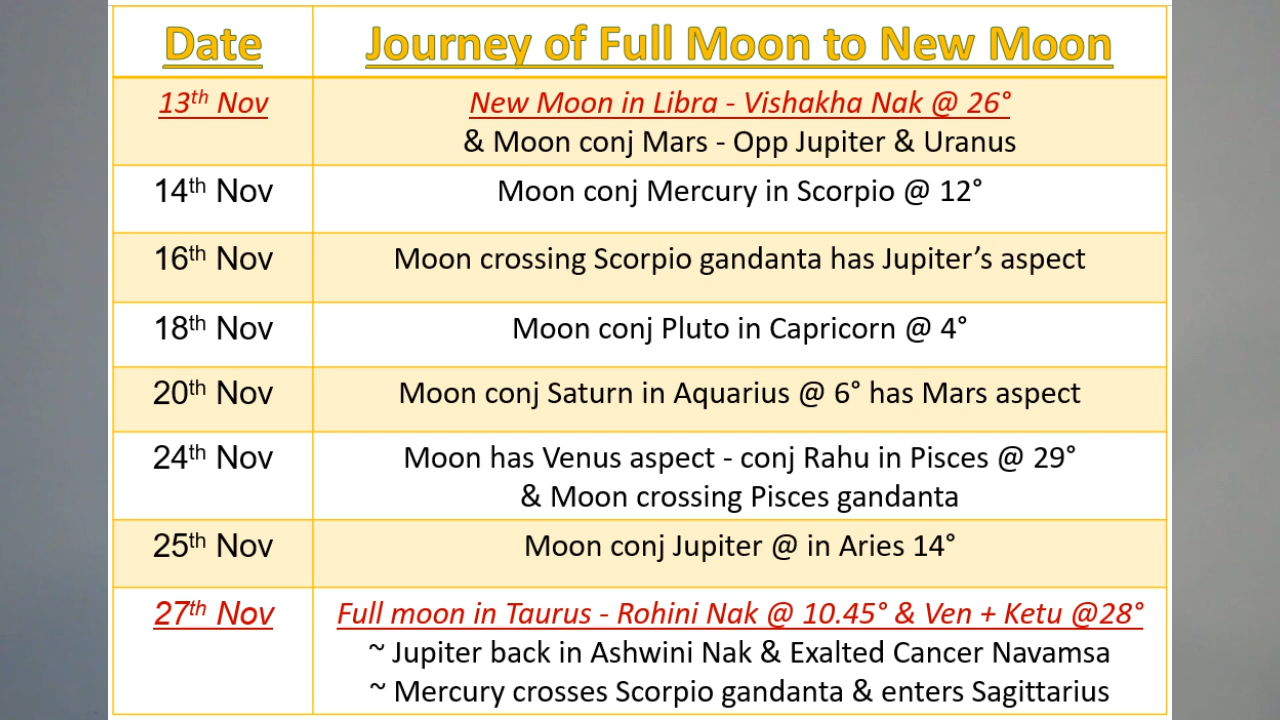 Date
Journey of Full Moon to New Moon
13th Nov
New Moon in Libra - Vishakha Nak @ 26°
& Moon conj Mars - Opp Jupiter & Uranus
14th Nov
Moon conj Mercury in Scorpio @ 12°
16th Nov
Moon crossing Scorpio gandanta has Jupiter’s aspect
18th Nov
Moon conj Pluto in Capricorn @ 4°
20th Nov
Moon conj Saturn in Aquarius @ 6° has Mars aspect
24th Nov
Moon has Venus aspect - conj Rahu in Pisces @ 29°
& Moon crossing Pisces gandanta
25th Nov
Moon conj Jupiter @ in Aries 14°
27th Nov
Full moon in Taurus - Rohini Nak @ 10.45° & Ven + Ketu @28°
~ Jupiter back in Ashwini Nak & Exalted Cancer Navamsa
~ Mercury crosses Scorpio gandanta & enters Sagittarius